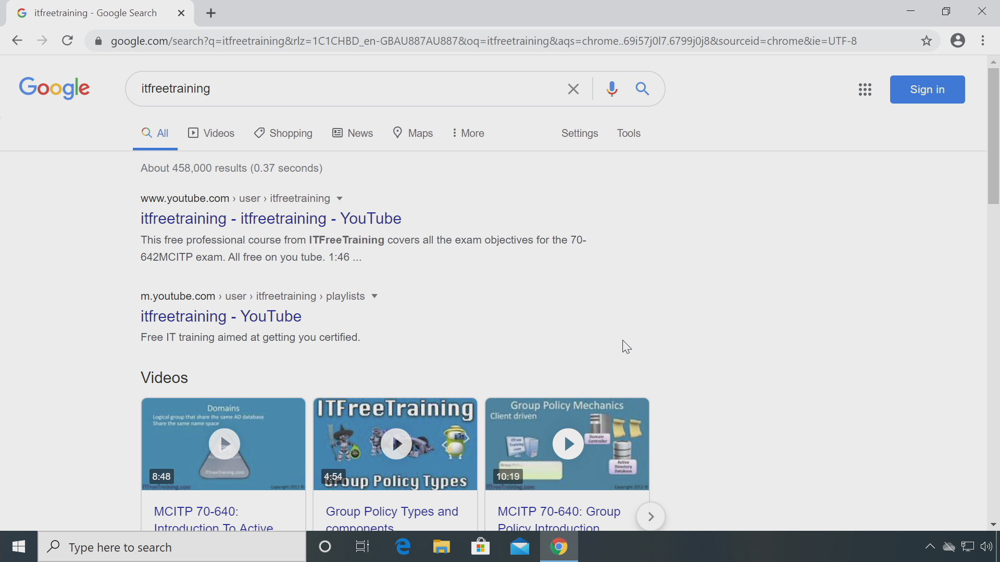 itfreetraining - Google Search
google.com/search?q=itfreetraining&rlz=1C1CHBD_en-GBAU887AU887&oq=itfreetraining&aqs=chrome..69i57j0l7.6799j0j8&sourceid=chrome&ie=UTF-8
Google
itfreetraining
Sign in
All Videos Shopping News Maps More Settings Tools
About 458,000 results (0.37 seconds)
www.youtube.com › user › itfreetraining
itfreetraining - itfreetraining - YouTube
This free professional course from ITFreeTraining covers all the exam objectives for the 70-
642MCITP exam. All free on you tube. 1:46 ...
m.youtube.com › user › itfreetraining › playlists
itfreetraining - YouTube
Free IT training aimed at getting you certified.
Videos
Domains
Logical group that share the same AD database
Share the same name space
8:48
ITFreeTraining.com
ITFreeTraining
4:54
Group Policy Types
Group Policy Mechanics
Client driven
Domain
Controller
Active
Directory
Database
10:19
ITFreeTraining.com
MCITP 70-640:
Introduction To Active
Group Policy Types and
components
MCITP 70-640: Group
Policy Introduction
Type here to search